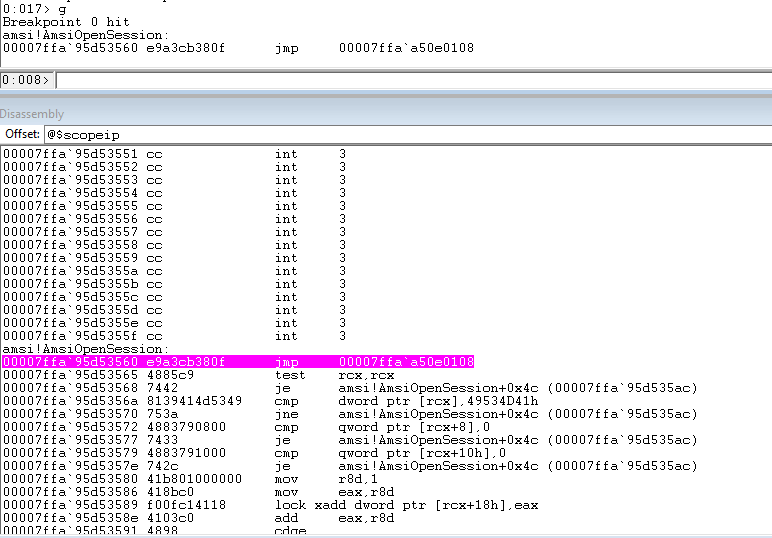 0:017> g
Breakpoint 0 hit
amsi!AmsiOpenSession:
00007ffa`95d53560 e9a3cb380f      jmp     00007ffa`a50e0108
0:008>
Disassembly
Offset: @$scopeip
00007ffa`95d53551 cc              int     3
00007ffa`95d53552 cc              int     3
00007ffa`95d53553 cc              int     3
00007ffa`95d53554 cc              int     3
00007ffa`95d53555 cc              int     3
00007ffa`95d53556 cc              int     3
00007ffa`95d53557 cc              int     3
00007ffa`95d53558 cc              int     3
00007ffa`95d53559 cc              int     3
00007ffa`95d5355a cc              int     3
00007ffa`95d5355b cc              int     3
00007ffa`95d5355c cc              int     3
00007ffa`95d5355d cc              int     3
00007ffa`95d5355e cc              int     3
00007ffa`95d5355f cc              int     3
amsi!AmsiOpenSession:
00007ffa`95d53560 e9a3cb380f      jmp     00007ffa`a50e0108
00007ffa`95d53565 4885c9          test    rcx,rcx
00007ffa`95d53568 7442            je      amsi!AmsiOpenSession+0x4c (00007ffa`95d535ac)
00007ffa`95d5356a 8139414d5349    cmp     dword ptr [rcx],49534D41h
00007ffa`95d53570 753a            jne     amsi!AmsiOpenSession+0x4c (00007ffa`95d535ac)
00007ffa`95d53572 4883790800      cmp     qword ptr [rcx+8],0
00007ffa`95d53577 7433            je      amsi!AmsiOpenSession+0x4c (00007ffa`95d535ac)
00007ffa`95d53579 4883791000      cmp     qword ptr [rcx+10h],0
00007ffa`95d5357e 742c            je      amsi!AmsiOpenSession+0x4c (00007ffa`95d535ac)
00007ffa`95d53580 41b801000000    mov     r8d,1
00007ffa`95d53586 418bc0          mov     eax,r8d
00007ffa`95d53589 f00fc14118      lock xadd dword ptr [rcx+18h],eax
00007ffa`95d5358e 4103c0          add     eax,r8d
00007ffa`95d53591 4898            cdqe